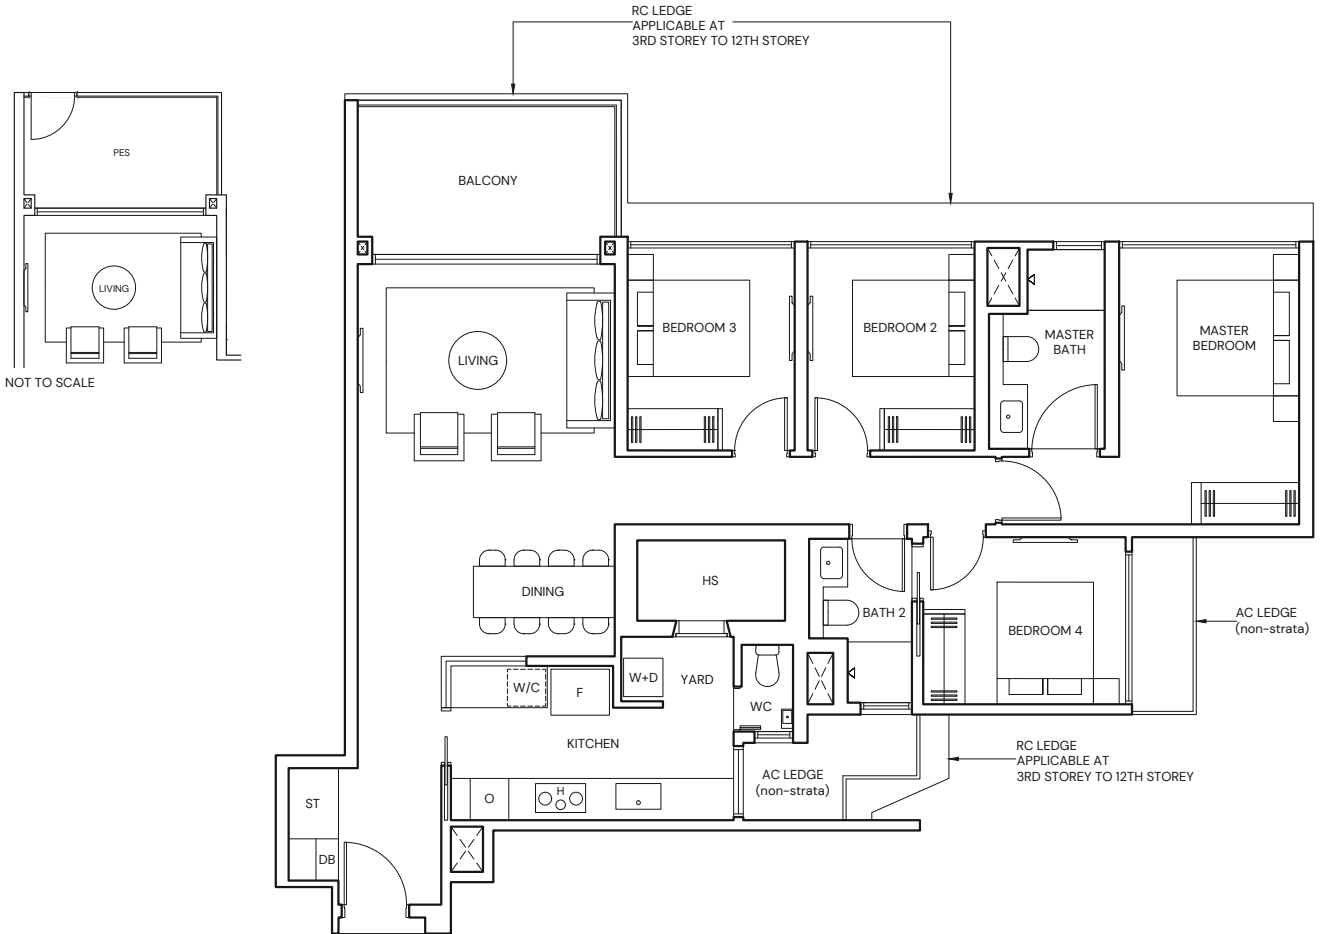 RC LEDGE
APPLICABLE AT
3RD STOREY TO 12TH STOREY
PES
LIVING
NOT TO SCALE
BALCONY
LIVING
BEDROOM 3
BEDROOM 2
MASTER
BATH
MASTER
BEDROOM
DINING
HS
BATH 2
BEDROOM 4
AC LEDGE
(non-strata)
W/C
F
W+D
YARD
WC
KITCHEN
RC LEDGE
APPLICABLE AT
3RD STOREY TO 12TH STOREY
AC LEDGE
(non-strata)
ST
O
H
DB